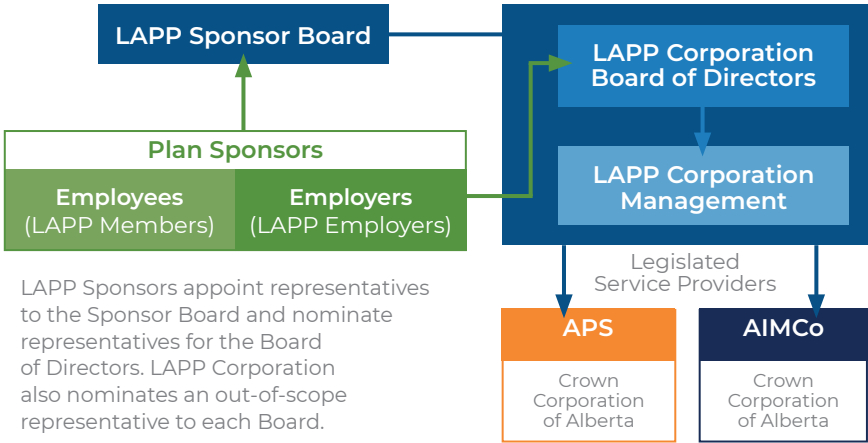 LAPP Sponsor Board
LAPP Corporation
Board of Directors
LAPP Corporation
Management
Plan Sponsors
Employees
(LAPP Members)
Employers
(LAPP Employers)
LAPP Sponsors appoint representatives
to the Sponsor Board and nominate
representatives for the Board
of Directors. LAPP Corporation
also nominates an out-of-scope
representative to each Board.
Legislated
Service Providers
APS
Crown
Corporation
of Alberta
AIMCo
Crown
Corporation
of Alberta